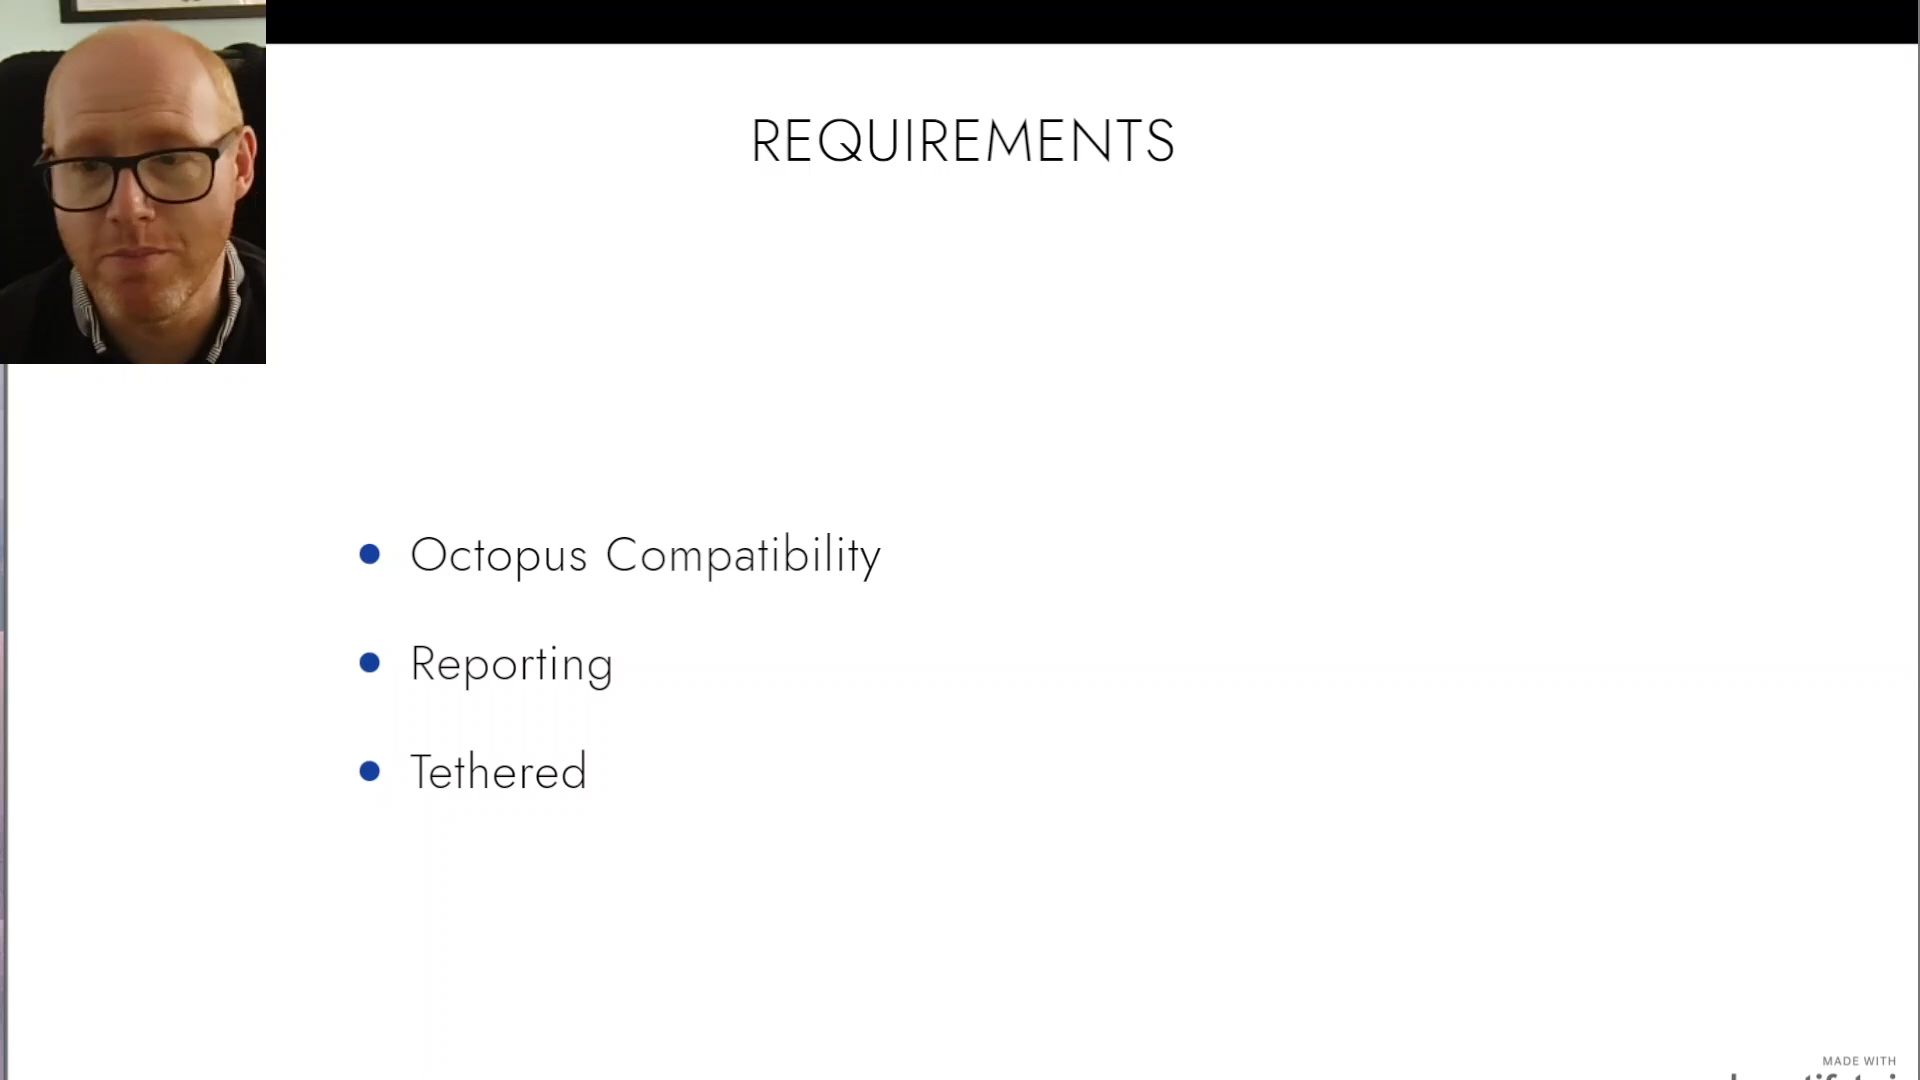 REQUIREMENTS
Octopus Compatibility
Reporting
Tethered
MADE WITH